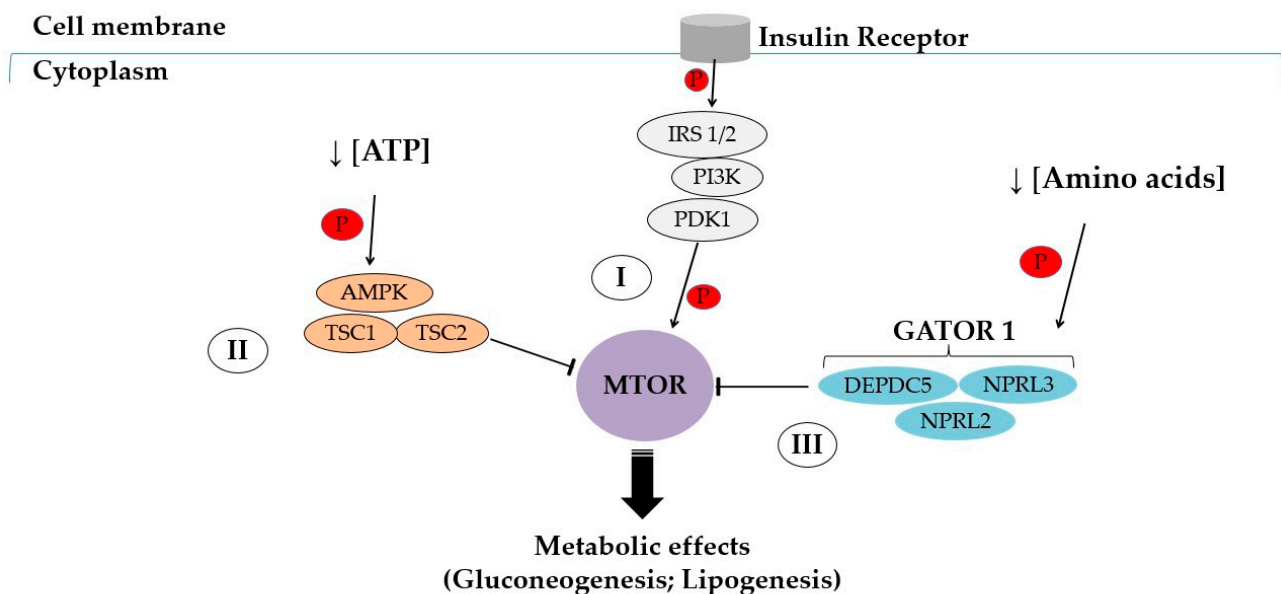 Cell membrane
Insulin Receptor
Cytoplasm
P
IRS 1/2
↓ [ATP]
PI3K
↓ [Amino acids]
PDK1
P
P
I
AMPK
P
TSC1
TSC2
GATOR 1
II
MTOR
DEPDC5
NPRL3
NPRL2
III
Metabolic effects
(Gluconeogenesis; Lipogenesis)